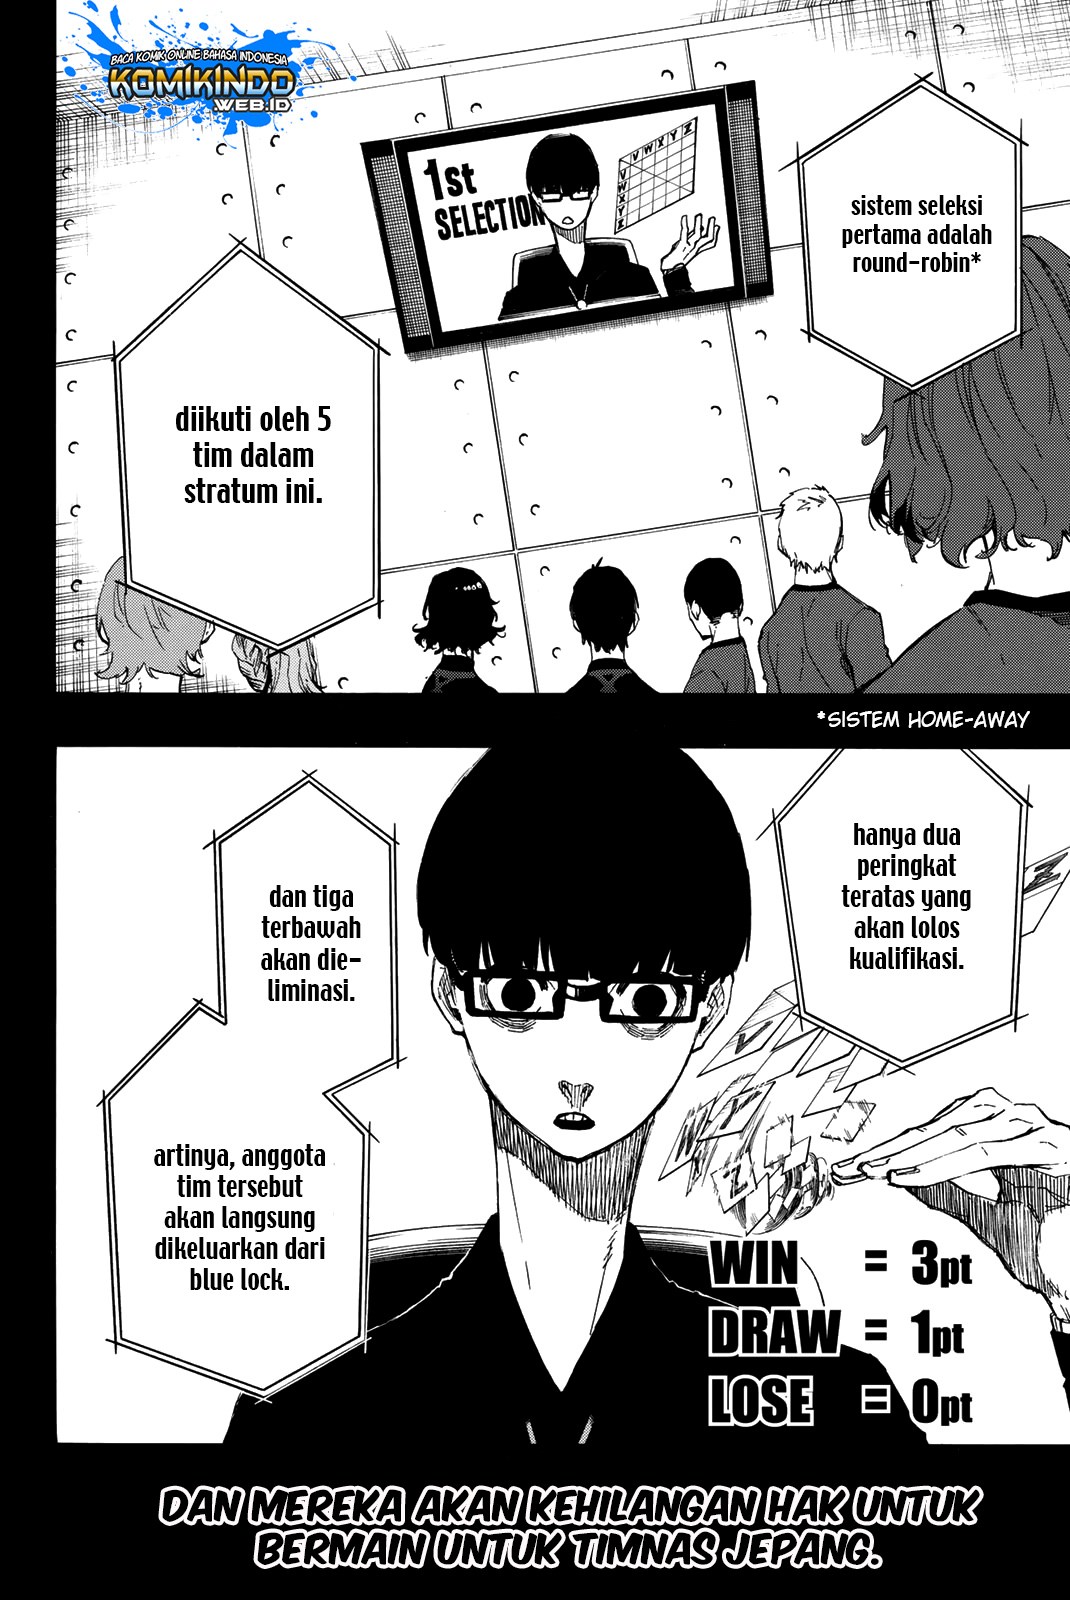 BACA KOMIK ONLINE BAHASA INDONESIA
KOMIKINDO
.WEB.ID
sistem seleksi
pertama adalah
round-robin*
1st
SELECTION
V W X Y Z
V
W
X
Y
Z
diikuti oleh 5
tim dalam
stratum ini.
*SISTEM HOME-AWAY
hanya dua
peringkat
teratas yang
akan lolos
kualifikasi.
dan tiga
terbawah
akan die-
liminasi.
artinya, anggota
tim tersebut
akan langsung
dikeluarkan dari
blue lock.
V
Z
WIN = 3pt
DRAW = 1pt
LOSE = 0pt
DAN MEREKA AKAN KEHILANGAN HAK UNTUK
BERMAIN UNTUK TIMNAS JEPANG.